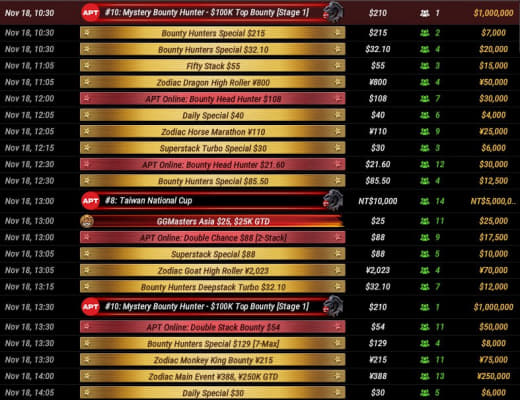 Nov 18, 10:30 APT #10: Mystery Bounty Hunter - $100K Top Bounty [Stage 1] $210 1 $1,000,000
Nov 18, 10:30 Bounty Hunters Special $215 $215 2 $7,000
Nov 18, 10:30 Bounty Hunters Special $32.10 $32.10 4 $20,000
Nov 18, 11:05 Fifty Stack $55 $55 3 $15,000
Nov 18, 11:05 Zodiac Dragon High Roller ¥800 ¥800 4 ¥50,000
Nov 18, 12:00 APT Online: Bounty Head Hunter $108 $108 7 $30,000
Nov 18, 12:05 Daily Special $40 $40 6 $4,000
Nov 18, 12:05 Zodiac Horse Marathon ¥110 ¥110 9 ¥25,000
Nov 18, 12:15 Superstack Turbo Special $30 $30 3 $6,000
Nov 18, 12:30 APT Online: Bounty Head Hunter $21.60 $21.60 12 $30,000
Nov 18, 12:30 Bounty Hunters Special $85.50 $85.50 4 $12,500
Nov 18, 13:00 APT #8: Taiwan National Cup NT$10,000 14 NT$5,000,0..
Nov 18, 13:00 GGMasters Asia $25, $25K GTD $25 11 $25,000
Nov 18, 13:00 APT Online: Double Chance $88 [2-Stack] $88 9 $17,500
Nov 18, 13:05 Superstack Special $88 $88 5 $10,000
Nov 18, 13:05 Zodiac Goat High Roller ¥2,023 ¥2,023 4 ¥70,000
Nov 18, 13:15 Bounty Hunters Deepstack Turbo $32.10 $32.10 7 $12,000
Nov 18, 13:30 APT #10: Mystery Bounty Hunter - $100K Top Bounty [Stage 1] $210 1 $1,000,000
Nov 18, 13:30 APT Online: Double Stack Bounty $54 $54 11 $50,000
Nov 18, 13:30 Bounty Hunters Special $129 [7-Max] $129 4 $8,000
Nov 18, 13:30 Zodiac Monkey King Bounty ¥215 ¥215 11 ¥75,000
Nov 18, 14:00 Zodiac Main Event ¥388, ¥250K GTD ¥388 13 ¥250,000
Nov 18, 14:05 Daily Special $30 $30 5 $6,000